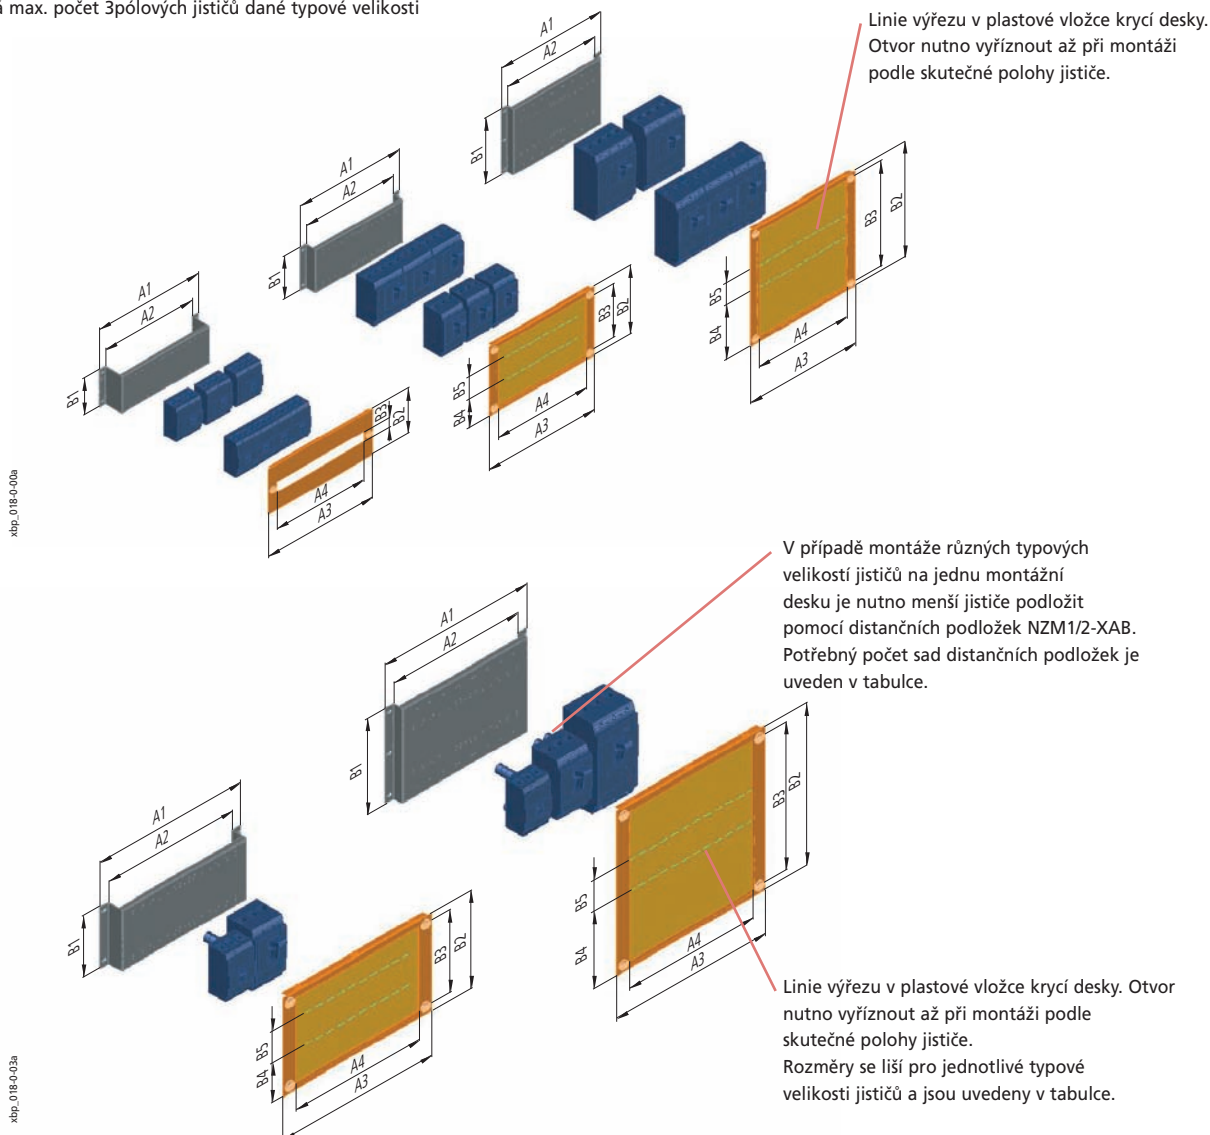 max. počet 3pólových jističů dané typové velikosti
Linie výřezu v plastové vložce krycí desky.
Otvor nutno vyříznout až při montáži
podle skutečné polohy jističe.
A1
A2
B1
A1
A2
B1
B3
B2
B5
B4
A4
A3
A1
A2
B1
B3
B2
B5
B4
A4
A3
B3
B2
A4
A3
xbp_018-0-00a
V případě montáže různých typových
velikostí jističů na jednu montážní
desku je nutno menší jističe podložit
pomocí distančních podložek NZM1/2-XAB.
Potřebný počet sad distančních podložek je
uveden v tabulce.
A1
A2
B1
B3
B2
B5
B4
A4
A3
A1
A2
B1
B3
B2
B5
B4
A4
A3
Linie výřezu v plastové vložce krycí desky. Otvor
nutno vyříznout až při montáži podle
skutečné polohy jističe.
Rozměry se liší pro jednotlivé typové
velikosti jističů a jsou uvedeny v tabulce.
xbp_018-0-03a